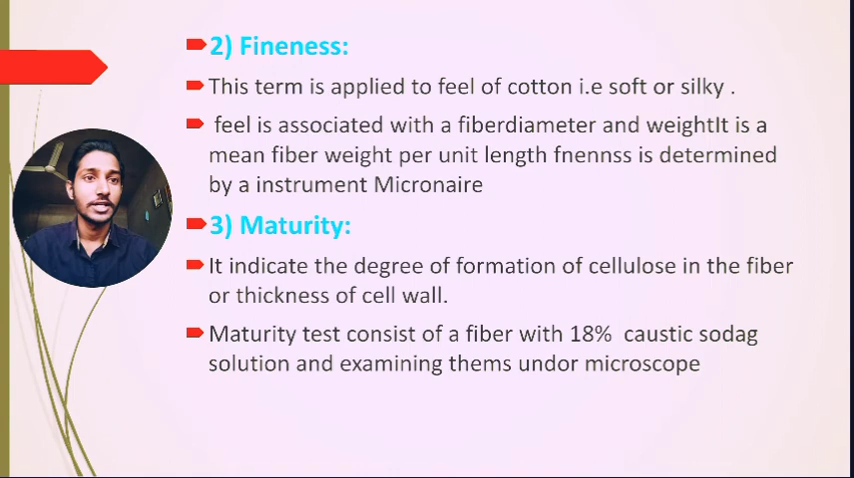 2) Fineness:
This term is applied to feel of cotton i.e soft or silky .
feel is associated with a fiberdiameter and weightIt is a
mean fiber weight per unit length fnennss is determined
by a instrument Micronaire
3) Maturity:
It indicate the degree of formation of cellulose in the fiber
or thickness of cell wall.
Maturity test consist of a fiber with 18% caustic sodag
solution and examining thems undor microscope